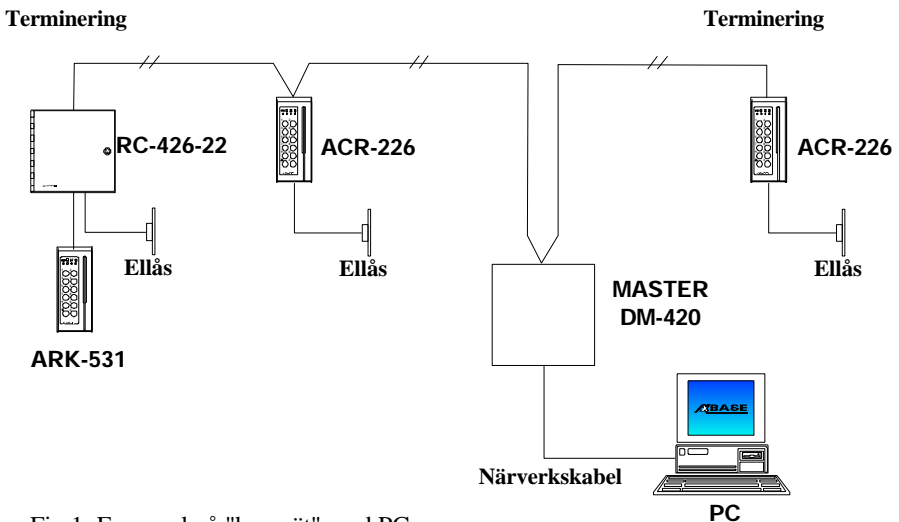 Terminering
Terminering
RC-426-22
ACR-226
ACR-226
Ellås
Ellås
Ellås
ARK-531
MASTER
DM-420
BASE
Närverkskabel
PC